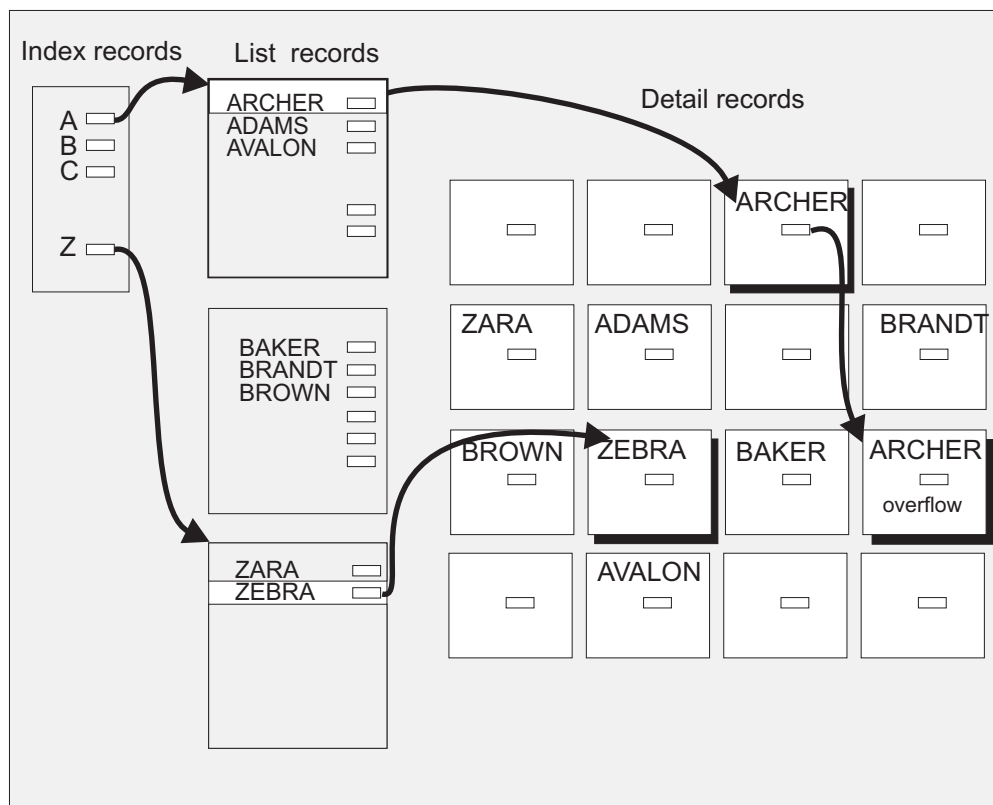 Index records
List records
Detail records
A
B
C
Z
ARCHER
ADAMS
AVALON
BAKER
BRANDT
BROWN
ZARA
ZEBRA
ARCHER
ZARA
ADAMS
BRANDT
BROWN
ZEBRA
BAKER
ARCHER
overflow
AVALON